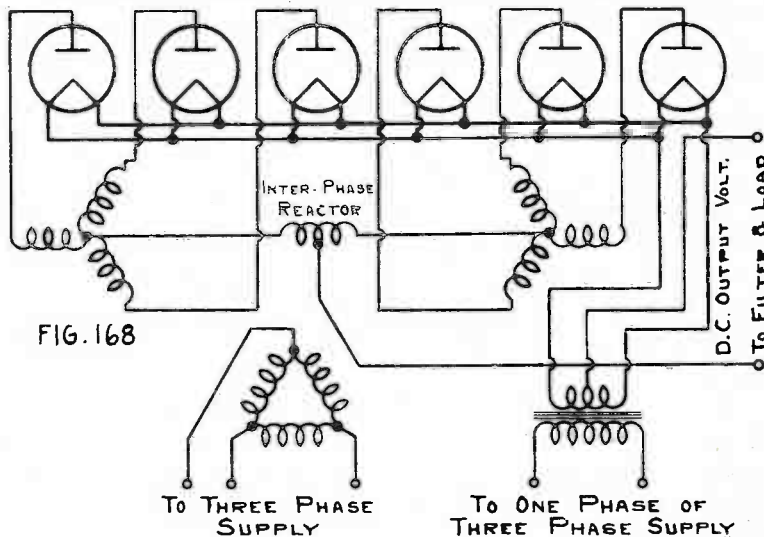 INTER-PHASE
REACTOR
FIG. 168
D.C. OUTPUT VOLT.
TO FILTER & LOAD
TO THREE PHASE
SUPPLY
TO ONE PHASE OF
THREE PHASE SUPPLY